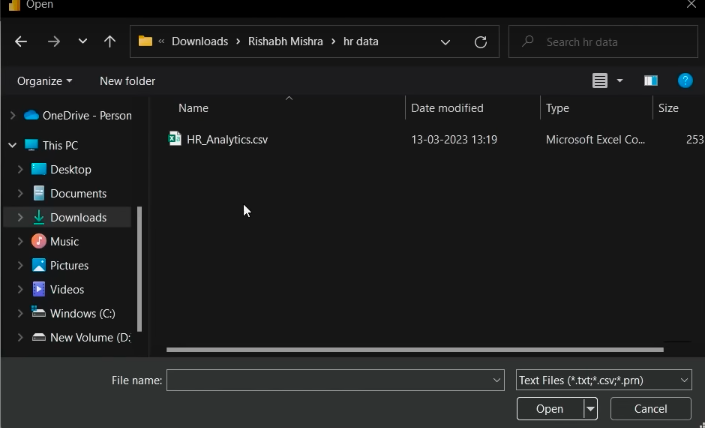 Open
« Downloads › Rishabh Mishra › hr data
Search hr data
Organize
New folder
Name
Date modified
Type
Size
OneDrive - Person
This PC
Desktop
Documents
Downloads
Music
Pictures
Videos
Windows (C:)
New Volume (D:
HR_Analytics.csv
13-03-2023 13:19
Microsoft Excel Co...
253
File name:
Text Files (*.txt;*.csv;*.prn)
Open
Cancel